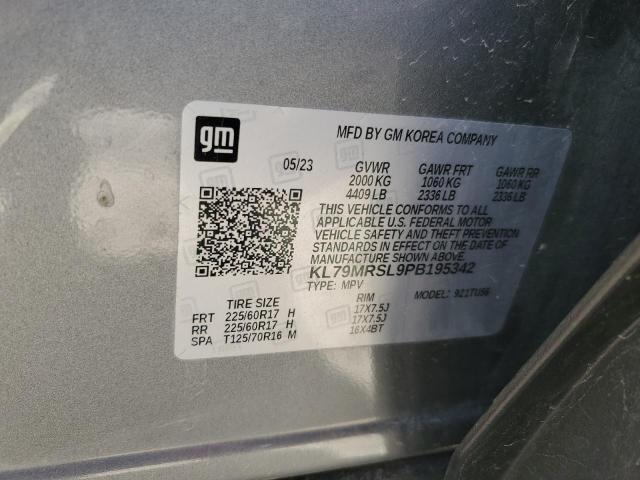 gm
MFD BY GM KOREA COMPANY
05/23 GVWR GAWR FRT GAWR RR
2000 KG 1060 KG 1060 KG
4409 LB 2336 LB 2336 LB
THIS VEHICLE CONFORMS TO ALL
APPLICABLE U.S. FEDERAL MOTOR
VEHICLE SAFETY AND THEFT PREVENTION
STANDARDS IN EFFECT ON THE DATE OF
MANUFACTURE SHOWN ABOVE.
KL79MRSL9PB195342
TYPE: MPV MODEL: 9Z1TU56
TIRE SIZE RIM
FRT 225/60R17 H 17X7.5J
RR 225/60R17 H 17X7.5J
SPA T125/70R16 M 16X4BT